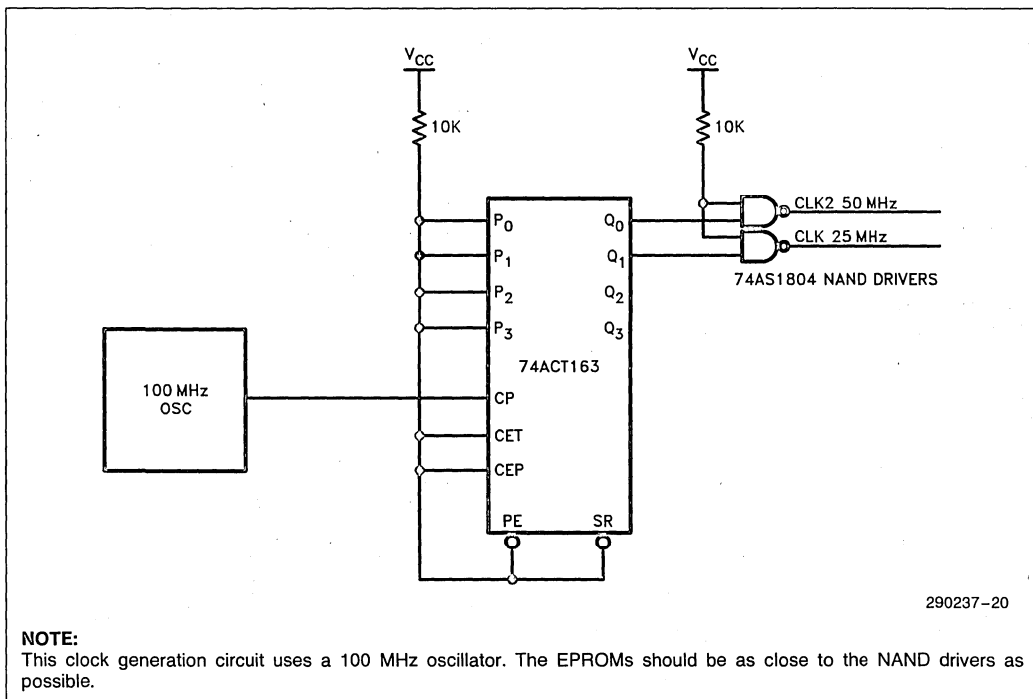 VCC
VCC
10K
10K
P0
Q0
CLK2 50 MHz
P1
Q1
CLK 25 MHz
74AS1804 NAND DRIVERS
P2
Q2
P3
Q3
74ACT163
100 MHz
OSC
CP
CET
CEP
PE
SR
290237–20
NOTE:
This clock generation circuit uses a 100 MHz oscillator. The EPROMs should be as close to the NAND drivers as
possible.